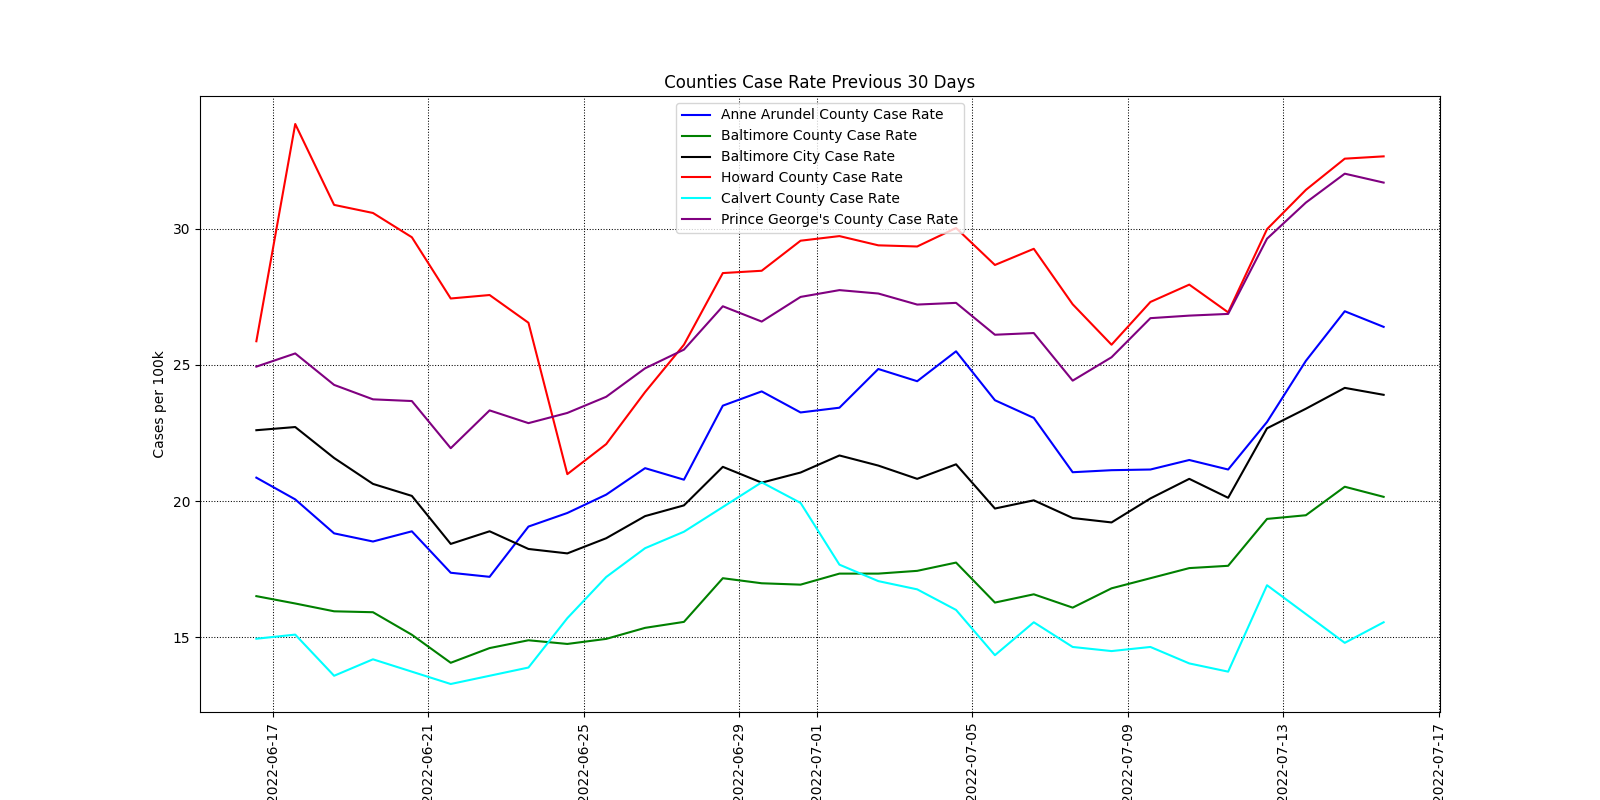 Counties Case Rate Previous 30 Days
Anne Arundel County Case Rate
Baltimore County Case Rate
Baltimore City Case Rate
Howard County Case Rate
Calvert County Case Rate
Prince George's County Case Rate
Cases per 100k
30
25
20
15
2022-06-17
2022-06-21
2022-06-25
2022-06-29
2022-07-01
2022-07-05
2022-07-09
2022-07-13
2022-07-17